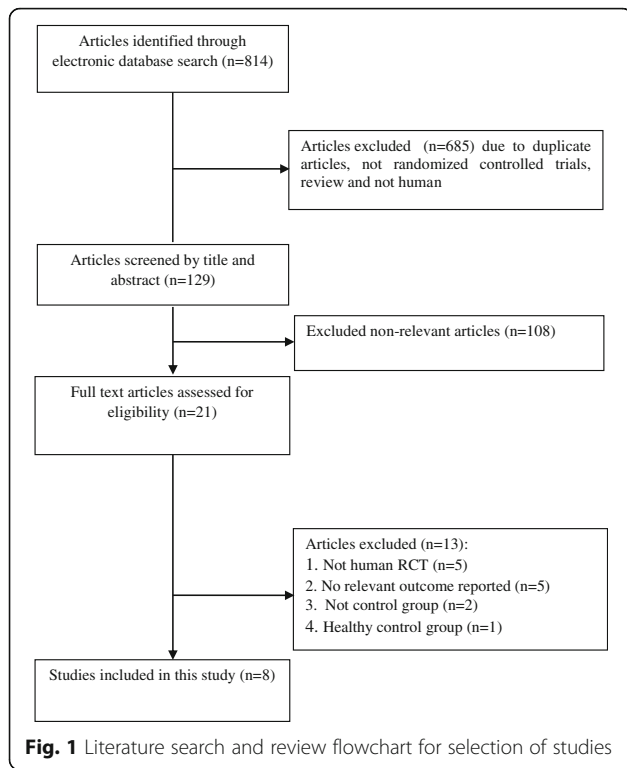 Articles identified through
electronic database search (n=814)
Articles excluded (n=685) due to duplicate
articles, not randomized controlled trials,
review and not human
Articles screened by title and
abstract (n=129)
Excluded non-relevant articles (n=108)
Full text articles assessed for
eligibility (n=21)
Articles excluded (n=13):
1. Not human RCT (n=5)
2. No relevant outcome reported (n=5)
3. Not control group (n=2)
4. Healthy control group (n=1)
Studies included in this study (n=8)
Fig. 1 Literature search and review flowchart for selection of studies